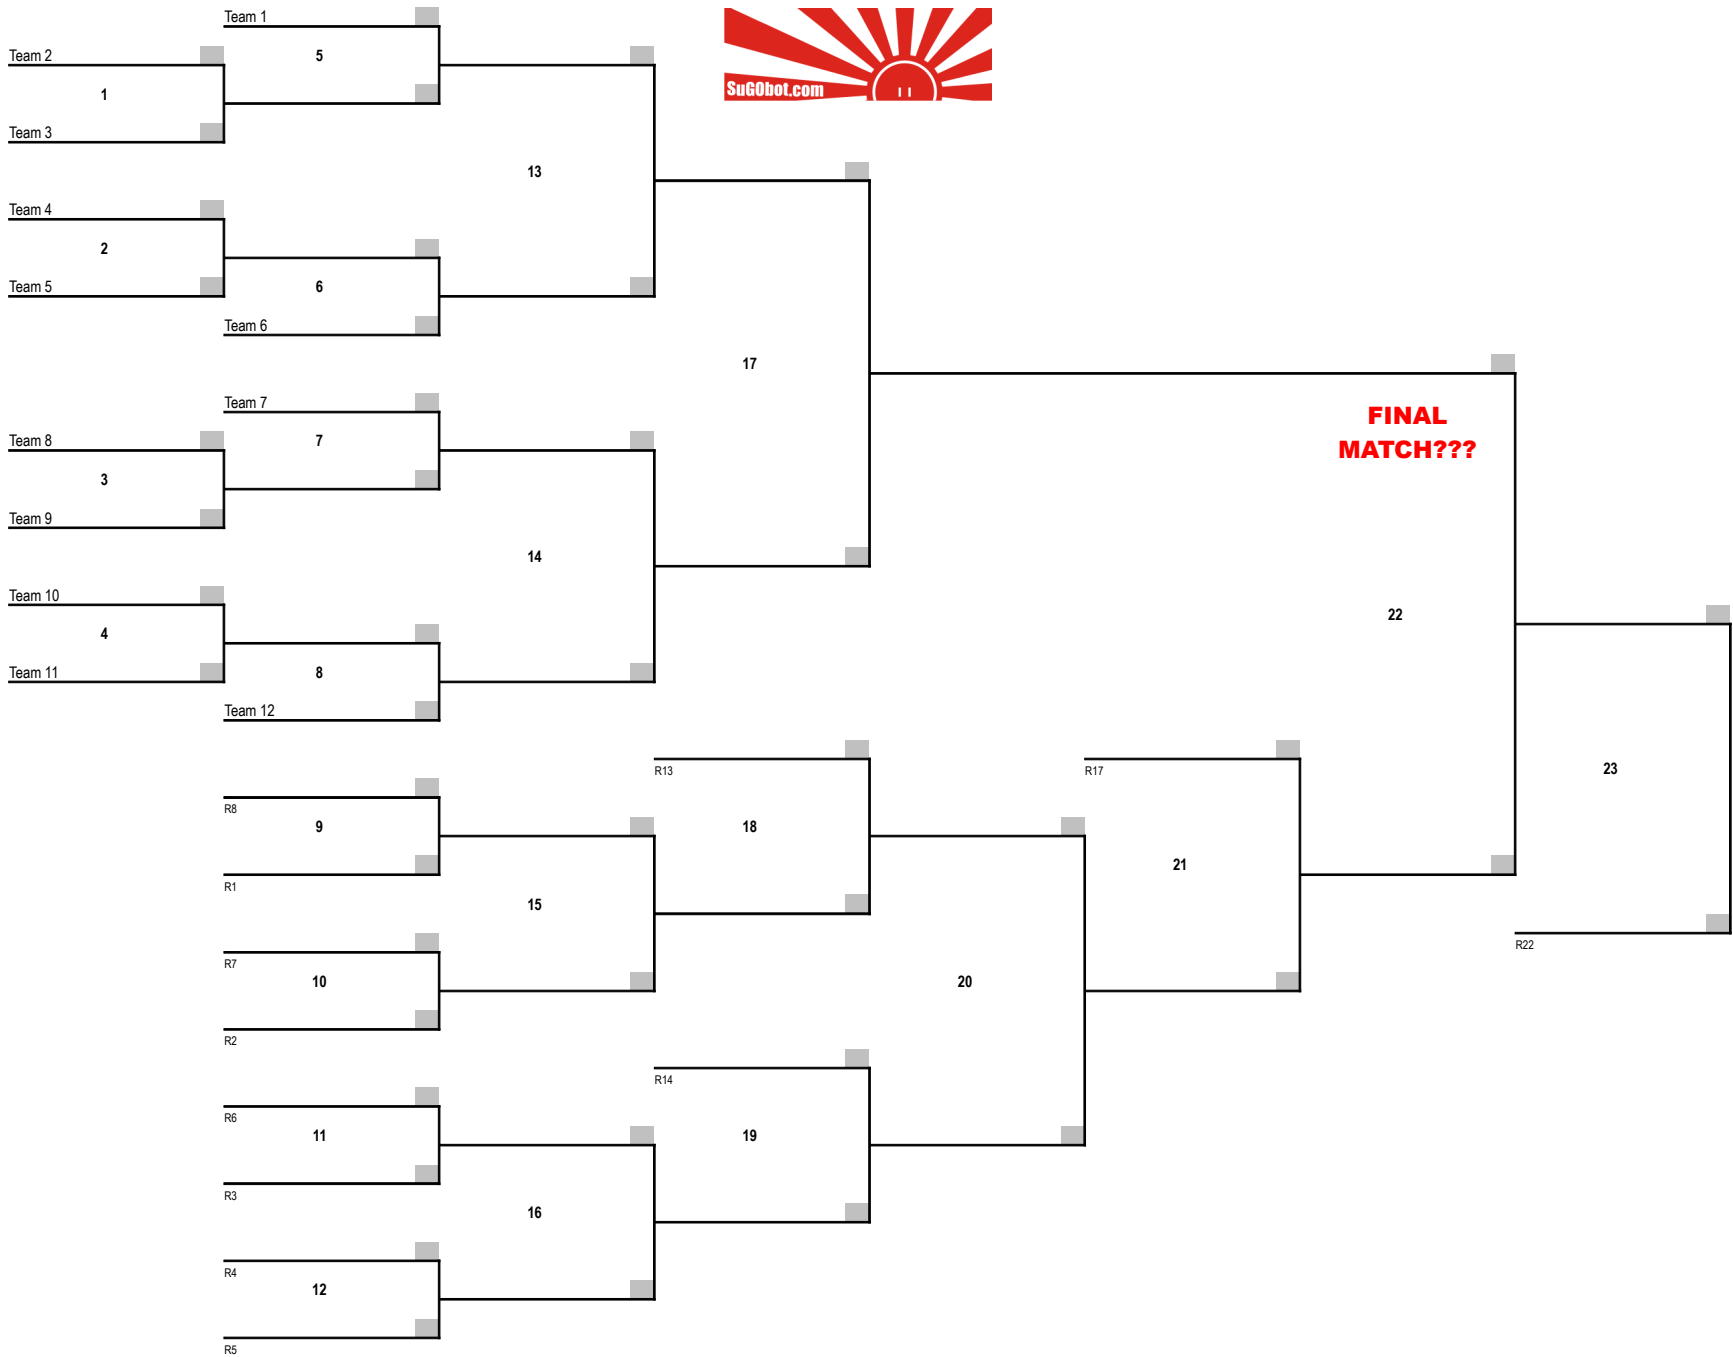 Team 1
Team 2
5
SuGObot.com
1
Team 3
13
Team 4
2
Team 5
6
Team 6
17
Team 7
FINAL
MATCH???
Team 8
7
3
Team 9
14
Team 10
22
4
Team 11
8
Team 12
R13
R17
23
R8
9
18
21
R1
15
R22
R7
10
20
R2
R14
R6
11
19
R3
16
R4
12
R5